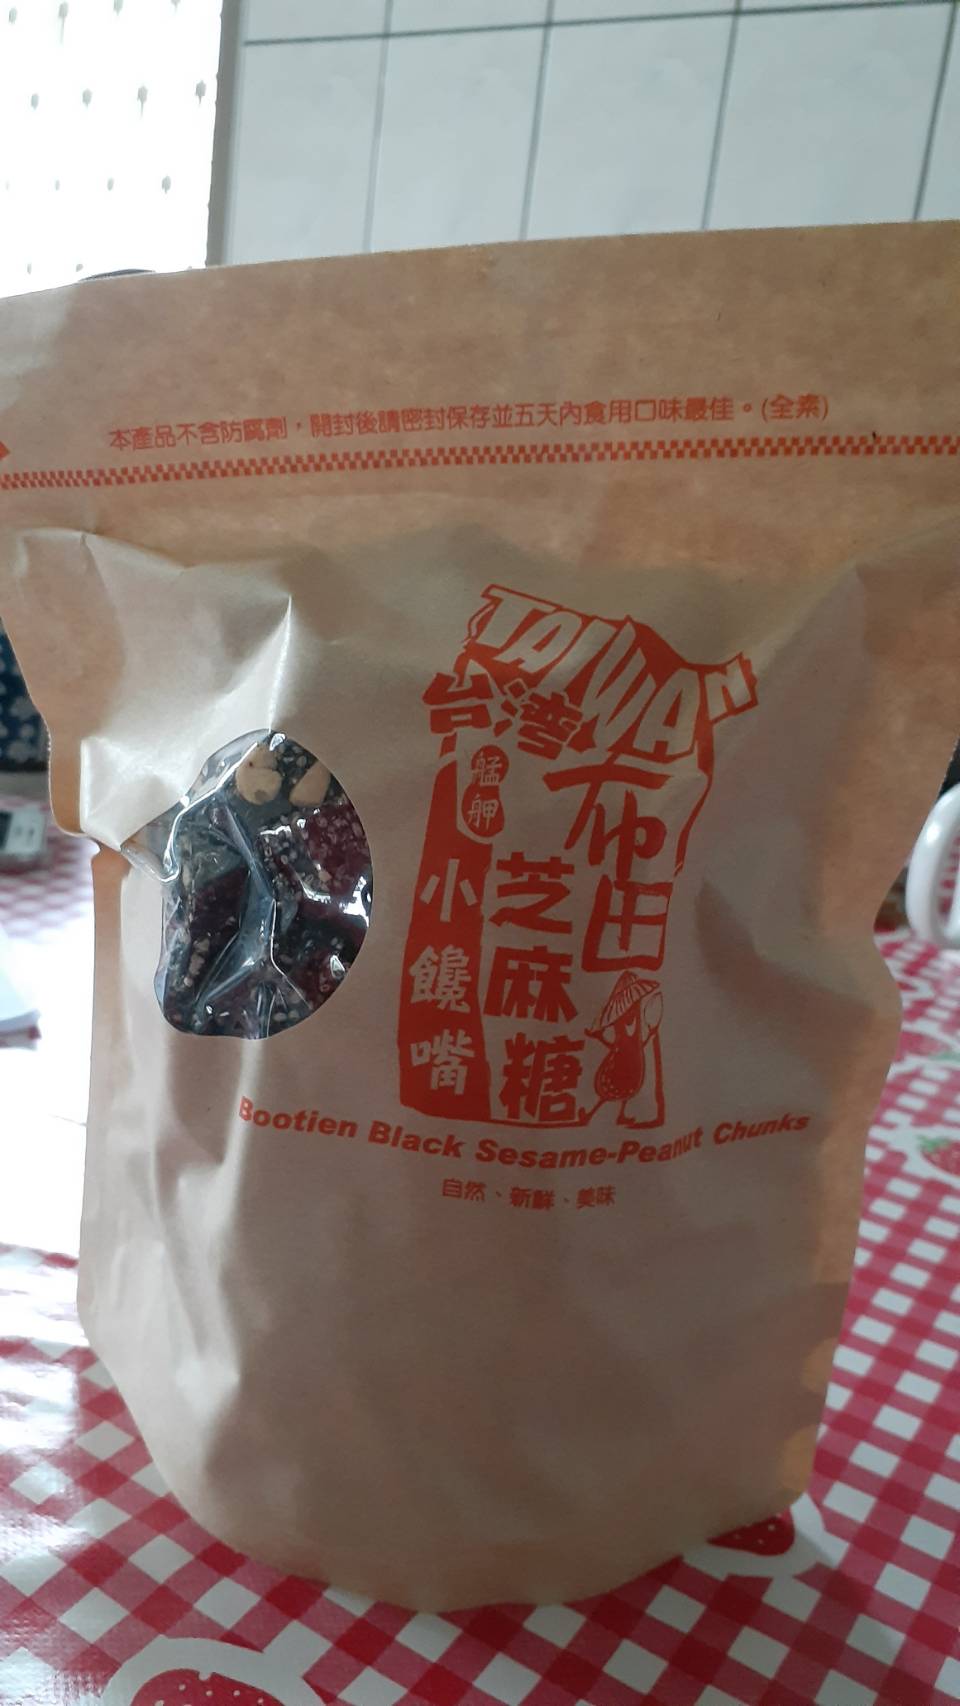 本產品不含防腐劑，開封後請密封保存並五天內食用口味最佳。(全素)
TAIWAN
台灣
布田
芝麻糖
艋舺
小饞嘴
Bootien Black Sesame-Peanut Chunks
自然、新鮮、美味